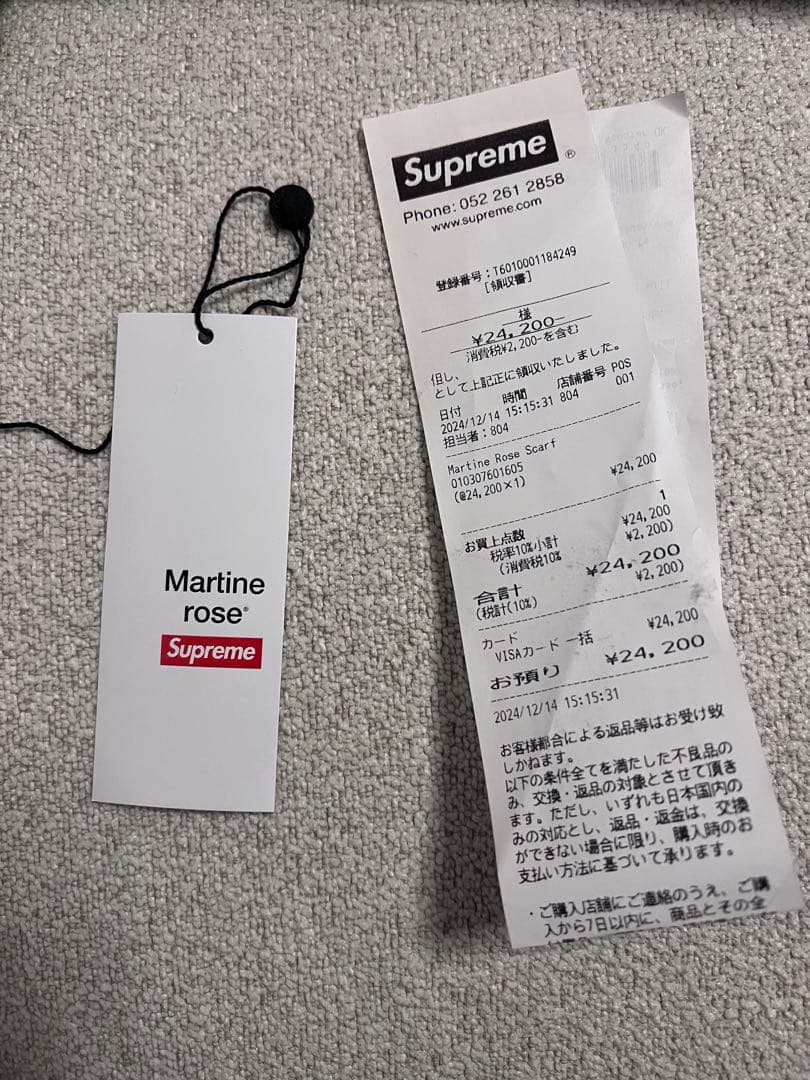 Martine
rose®
Supreme
Supreme ®
Phone: 052 261 2858
www.supreme.com
登録番号：T6010001184249
[領収書]
様
¥24,200-
消費税¥2,200-を含む
但し、
として上記正に領収いたしました。
日付 時間 店舗番号 POS
2024/12/14 15:15:31 804 001
担当者：804
Martine Rose Scarf
010307601605 ¥24,200
(@24,200×1)
お買上点数 1
税率10%小計 ¥24,200
(消費税10% ¥2,200)
合計 ¥24,200
(税計(10%) ¥2,200)
カード ¥24,200
VISAカード 一括
お預り ¥24,200
2024/12/14 15:15:31
お客様都合による返品等はお受け致
しかねます。
以下の条件全てを満たした不良品の
み、交換・返品の対象とさせて頂き
ます。ただし、いずれも日本国内の
みの対応とし、返品・返金は、交換
ができない場合に限り、購入時のお
支払い方法に基づいて承ります。
・ご購入店舗にご連絡のうえ、ご購
入から7日以内に、商品とその全